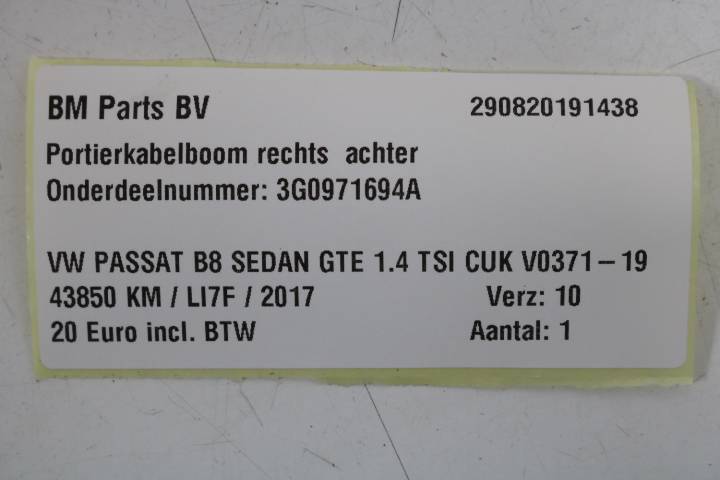 BM Parts BV 290820191438
Portierkabelboom rechts achter
Onderdeelnummer: 3G0971694A
VW PASSAT B8 SEDAN GTE 1.4 TSI CUK V0371-19
43850 KM / LI7F / 2017 Verz: 10
20 Euro incl. BTW Aantal: 1